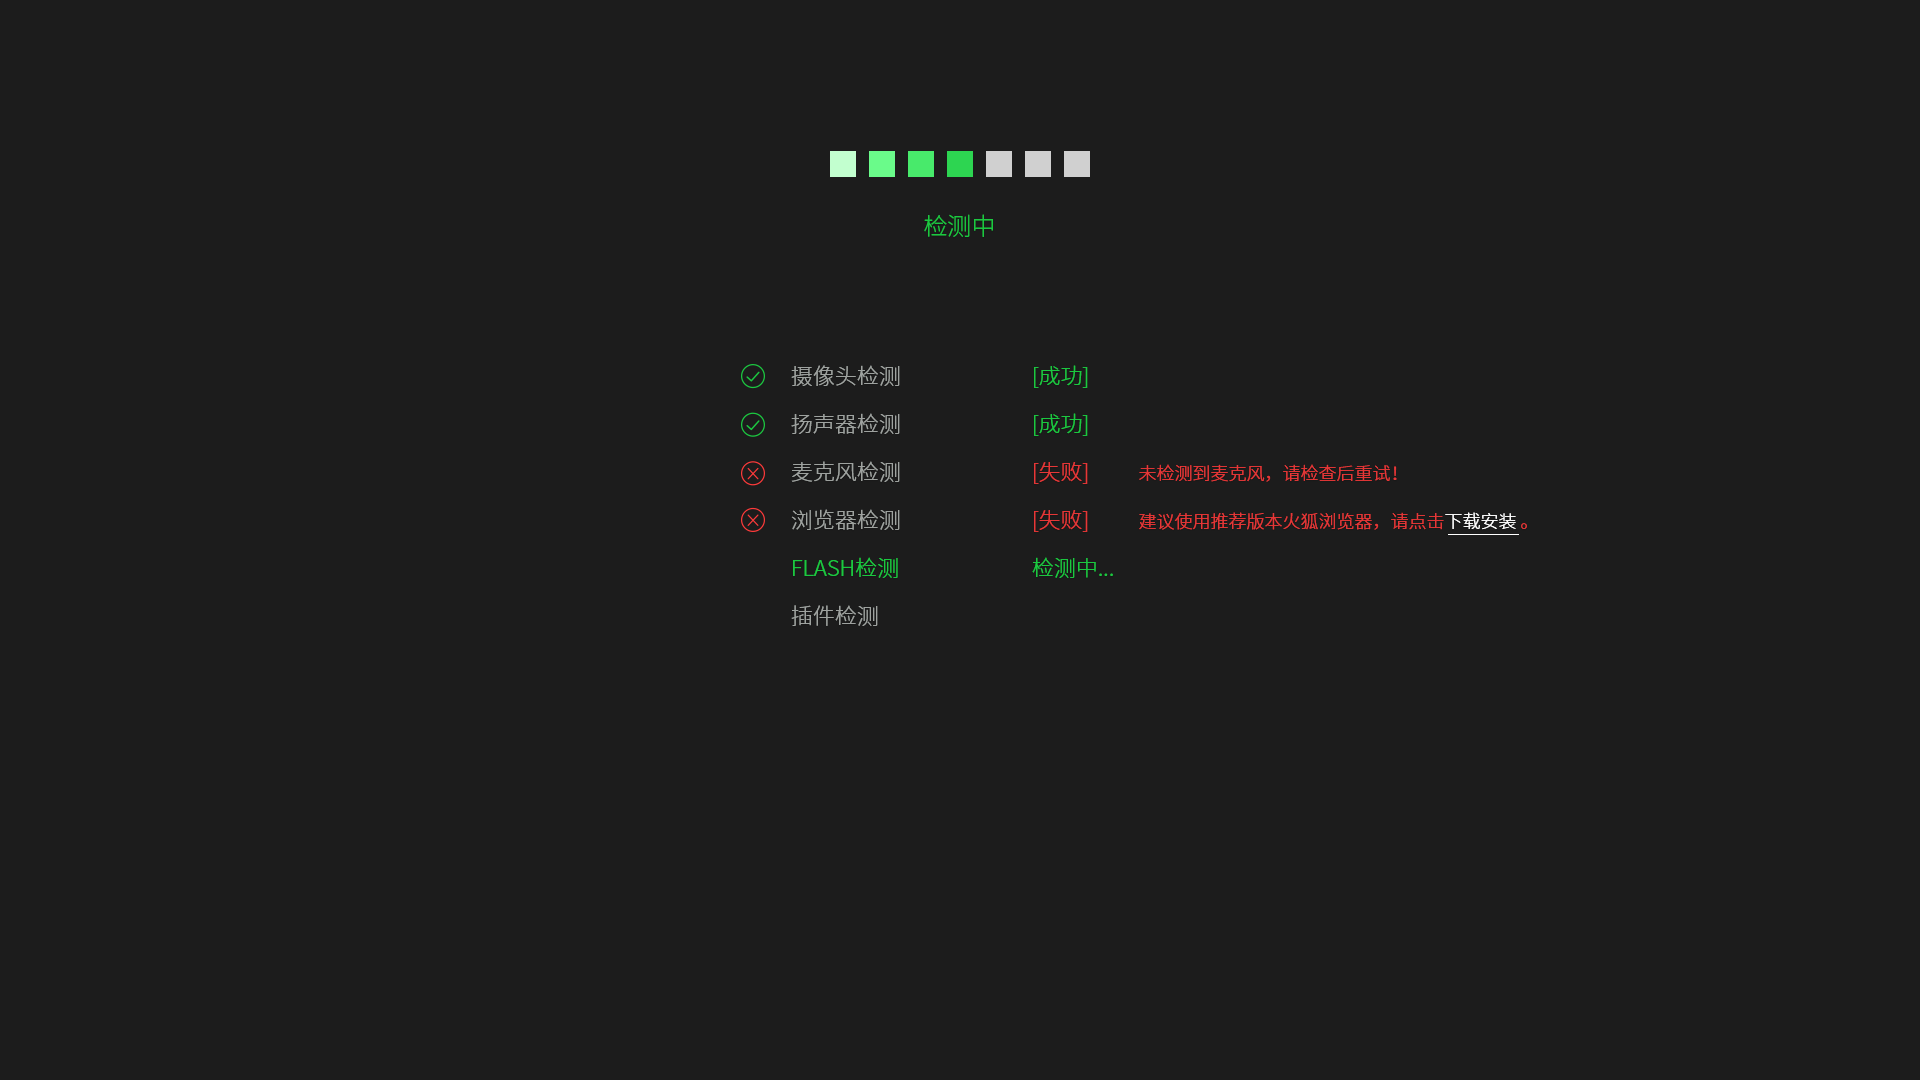 检测中
摄像头检测 [成功]
扬声器检测 [成功]
麦克风检测 [失败] 未检测到麦克风，请检查后重试！
浏览器检测 [失败] 建议使用推荐版本火狐浏览器，请点击下载安装。
FLASH检测 检测中...
插件检测